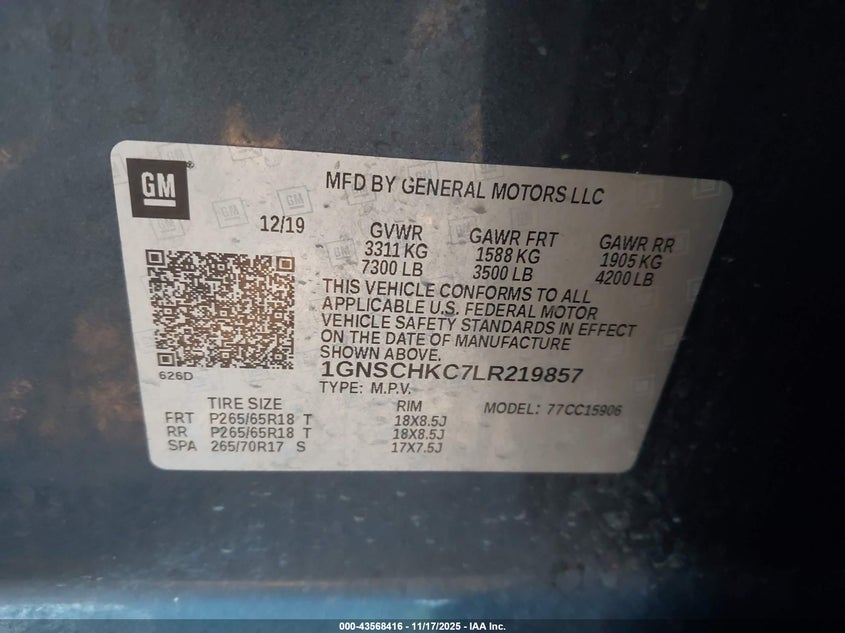 GM
MFD BY GENERAL MOTORS LLC
12/19
GVWR
3311 KG
7300 LB
GAWR FRT
1588 KG
3500 LB
GAWR RR
1905 KG
4200 LB
THIS VEHICLE CONFORMS TO ALL
APPLICABLE U.S. FEDERAL MOTOR
VEHICLE SAFETY STANDARDS IN EFFECT
ON THE DATE OF MANUFACTURE
SHOWN ABOVE.
626D
1GNSCHKC7LR219857
TYPE: M.P.V.
MODEL: 77CC15906
TIRE SIZE RIM
FRT P265/65R18 T 18X8.5J
RR P265/65R18 T 18X8.5J
SPA 265/70R17 S 17X7.5J
000-43568416 - 11/17/2025 - IAA Inc.